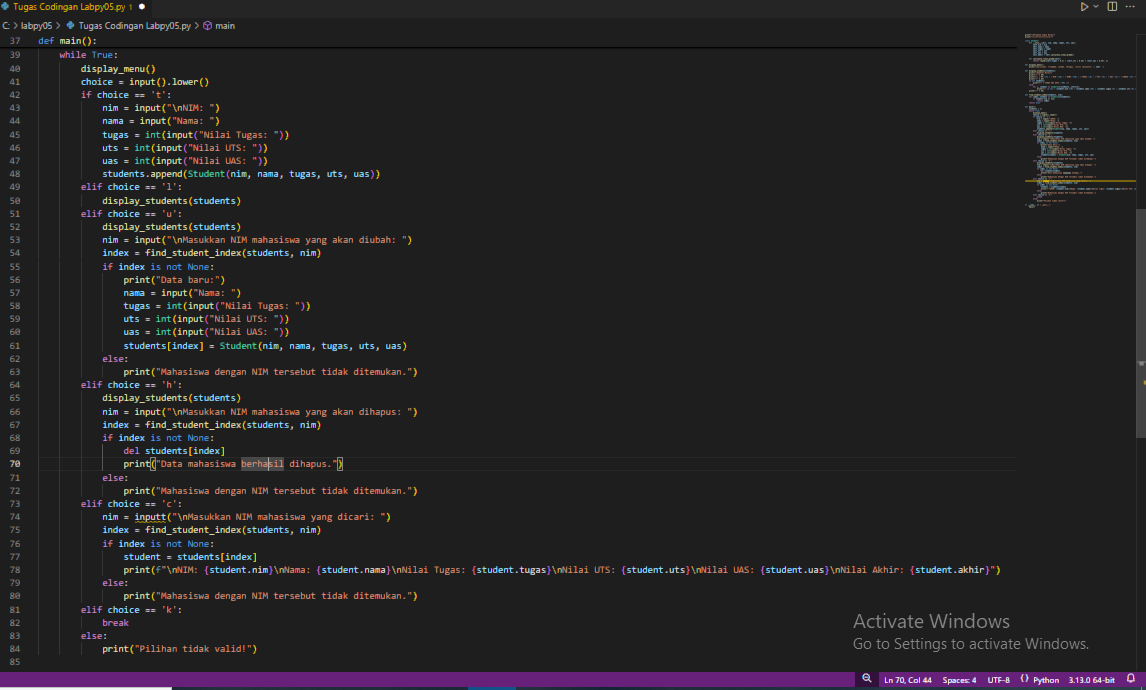 Tugas Codingan Labpy05.py 1
C: > labpy05 > Tugas Codingan Labpy05.py > main
37 def main():
39 while True:
40 display_menu()
41 choice = input().lower()
42 if choice == 't':
43 nim = input("\nNIM: ")
44 nama = input("Nama: ")
45 tugas = int(input("Nilai Tugas: "))
46 uts = int(input("Nilai UTS: "))
47 uas = int(input("Nilai UAS: "))
48 students.append(Student(nim, nama, tugas, uts, uas))
49 elif choice == 'l':
50 display_students(students)
51 elif choice == 'u':
52 display_students(students)
53 nim = input("\nMasukkan NIM mahasiswa yang akan diubah: ")
54 index = find_student_index(students, nim)
55 if index is not None:
56 print("Data baru:")
57 nama = input("Nama: ")
58 tugas = int(input("Nilai Tugas: "))
59 uts = int(input("Nilai UTS: "))
60 uas = int(input("Nilai UAS: "))
61 students[index] = Student(nim, nama, tugas, uts, uas)
62 else:
63 print("Mahasiswa dengan NIM tersebut tidak ditemukan.")
64 elif choice == 'h':
65 display_students(students)
66 nim = input("\nMasukkan NIM mahasiswa yang akan dihapus: ")
67 index = find_student_index(students, nim)
68 if index is not None:
69 del students[index]
70 print("Data mahasiswa berhasil dihapus.")
71 else:
72 print("Mahasiswa dengan NIM tersebut tidak ditemukan.")
73 elif choice == 'c':
74 nim = inputt("\nMasukkan NIM mahasiswa yang dicari: ")
75 index = find_student_index(students, nim)
76 if index is not None:
77 student = students[index]
78 print(f"\nNIM: {student.nim}\nNama: {student.nama}\nNilai Tugas: {student.tugas}\nNilai UTS: {student.uts}\nNilai UAS: {student.uas}\nNilai Akhir: {student.akhir}")
79 else:
80 print("Mahasiswa dengan NIM tersebut tidak ditemukan.")
81 elif choice == 'k':
82 break
83 else:
84 print("Pilihan tidak valid!")
85
Activate Windows
Go to Settings to activate Windows.
Ln 70, Col 44 Spaces: 4 UTF-8 {} Python 3.13.0 64-bit